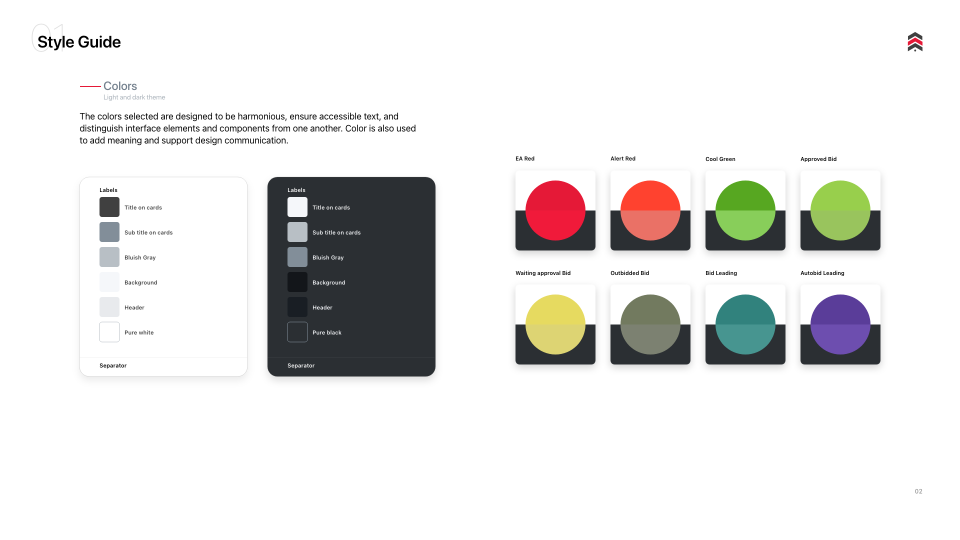 01
Style Guide
Colors
Light and dark theme
The colors selected are designed to be harmonious, ensure accessible text, and
distinguish interface elements and components from one another. Color is also used
to add meaning and support design communication.
Labels
Title on cards
Sub title on cards
Bluish Gray
Background
Header
Pure white
Separator
Labels
Title on cards
Sub title on cards
Bluish Gray
Background
Header
Pure black
Separator
EA Red
Alert Red
Cool Green
Approved Bid
Waiting approval Bid
Outbidded Bid
Bid Leading
Autobid Leading
02